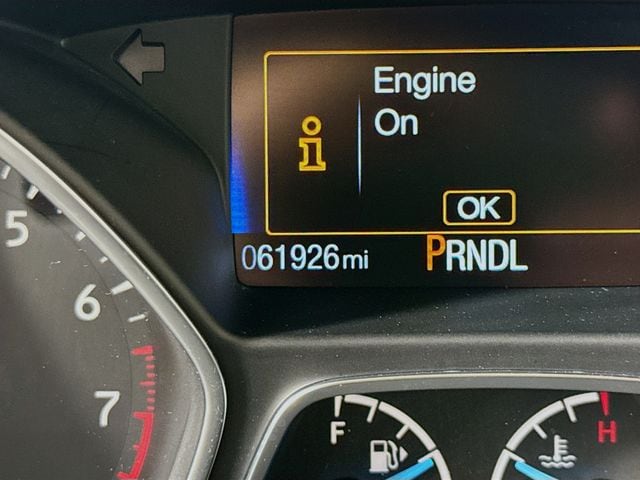 Engine
On
OK
061926mi PRNDL
5
6
7
F
H